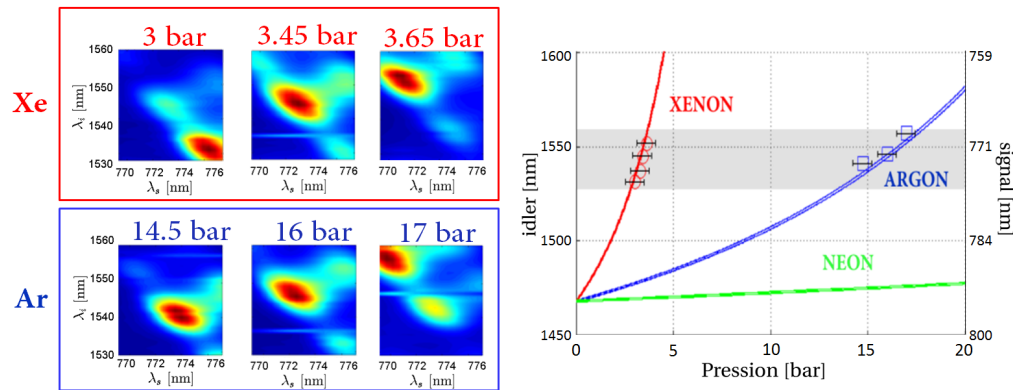 Xe
3 bar 3.45 bar 3.65 bar
1560
1550
1540
1530
λi [nm]
770 772 774 776 770 772 774 776 770 772 774 776
λs [nm] λs [nm] λs [nm]
Ar
14.5 bar 16 bar 17 bar
1560
1550
1540
1530
λi [nm]
770 772 774 776 770 772 774 776 770 772 774 776
λs [nm] λs [nm] λs [nm]
1600
1550
1500
1450
idler [nm]
XENON
ARGON
NEON
759
771
784
800
signal [nm]
0 5 10 15 20
Pression [bar]